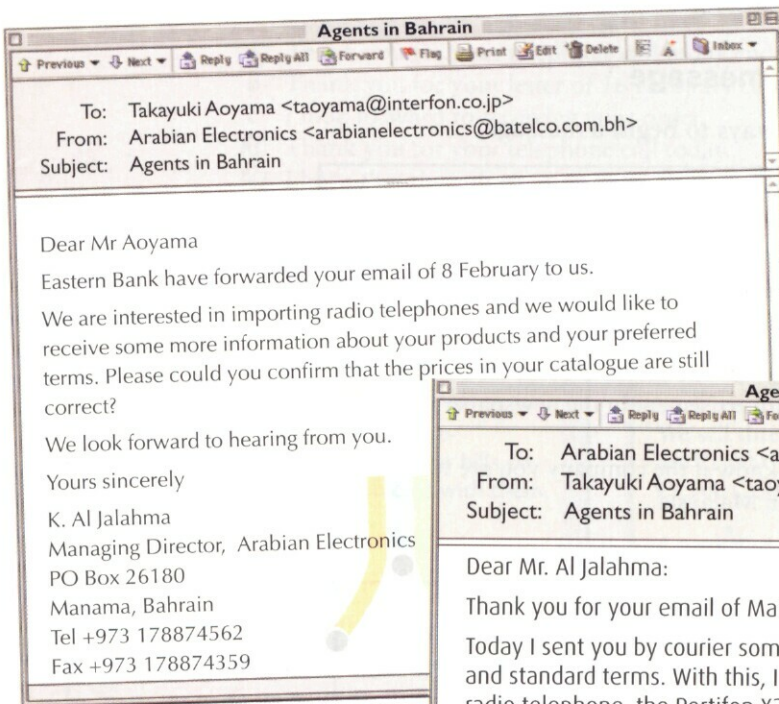 Agents in Bahrain
Previous Next Reply Reply All Forward Flag Print Edit Delete Inbox
To: Takayuki Aoyama <taoyama@interfon.co.jp>
From: Arabian Electronics <arabianelectronics@batelco.com.bh>
Subject: Agents in Bahrain
Dear Mr Aoyama
Eastern Bank have forwarded your email of 8 February to us.
We are interested in importing radio telephones and we would like to
receive some more information about your products and your preferred
terms. Please could you confirm that the prices in your catalogue are still
correct?
We look forward to hearing from you.
Yours sincerely
K. Al Jalahma
Managing Director, Arabian Electronics
PO Box 26180
Manama, Bahrain
Tel +973 178874562
Fax +973 178874359
Age
Previous Next Reply Reply All Fo
To: Arabian Electronics <a
From: Takayuki Aoyama <tao
Subject: Agents in Bahrain
Dear Mr. Al Jalahma:
Thank you for your email of Ma
Today I sent you by courier som
and standard terms. With this, I